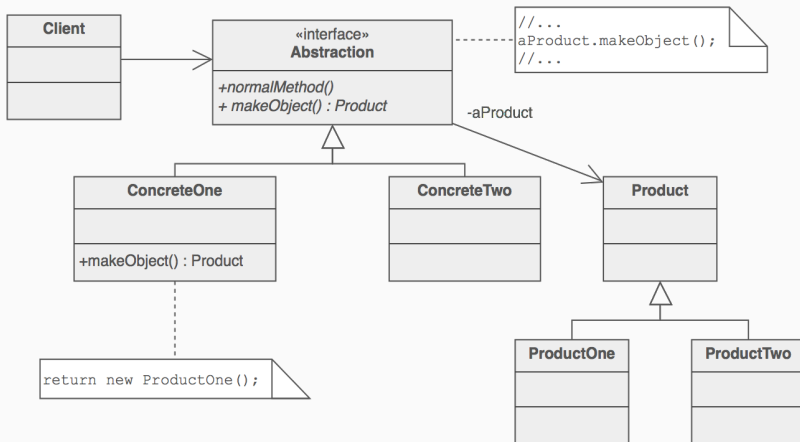 Client
«interface»
Abstraction
+normalMethod()
+ makeObject() : Product
//...
aProduct.makeObject();
//...
-aProduct
ConcreteOne
+makeObject() : Product
ConcreteTwo
Product
return new ProductOne();
ProductOne
ProductTwo